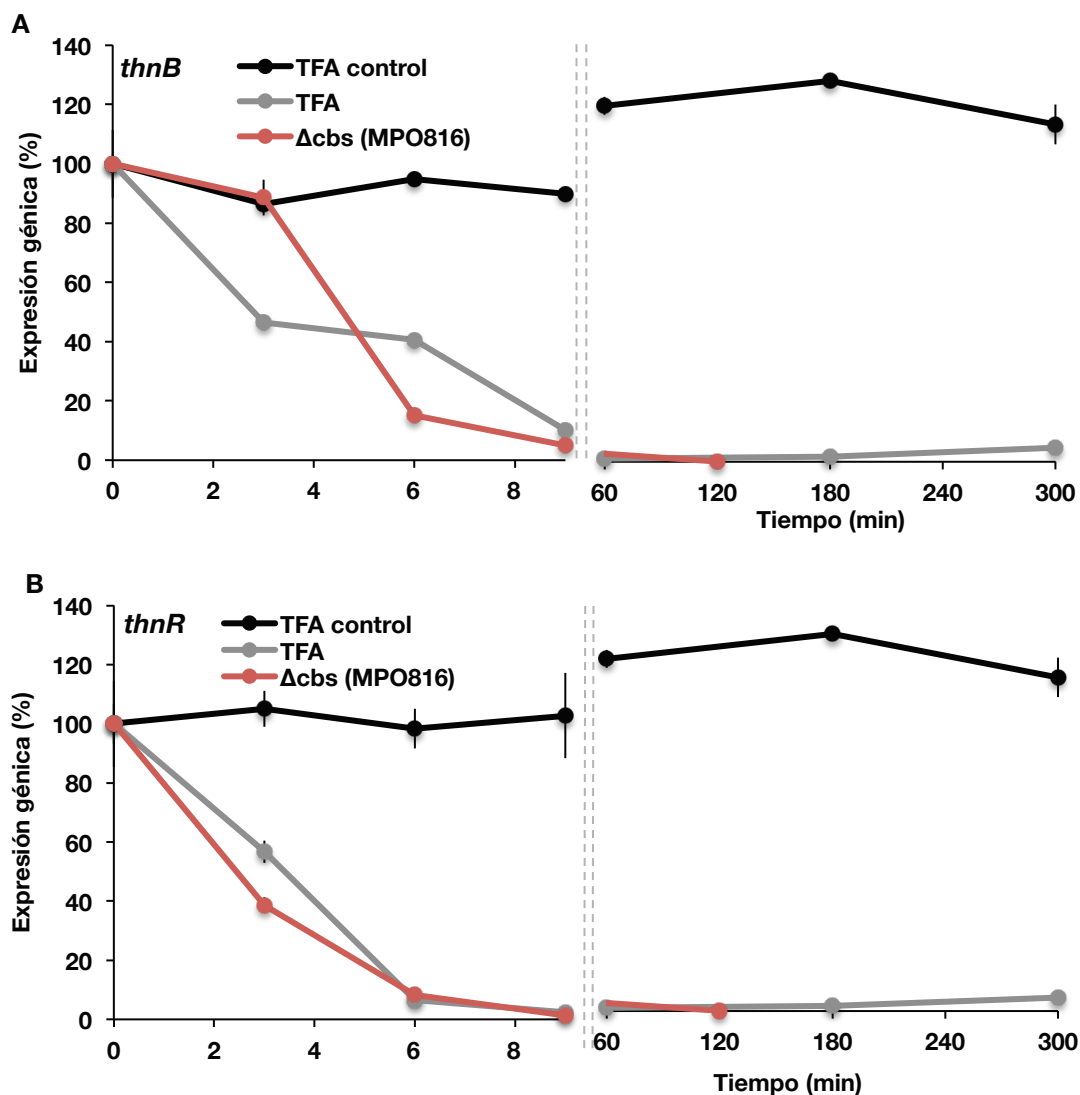 A
thnB
TFA control
TFA
Δcbs (MPO816)
Expresión génica (%)
140
120
100
80
60
40
20
0
0 2 4 6 8
60 120 180 240 300
Tiempo (min)
B
thnR
TFA control
TFA
Δcbs (MPO816)
Expresión génica (%)
140
120
100
80
60
40
20
0
0 2 4 6 8
60 120 180 240 300
Tiempo (min)